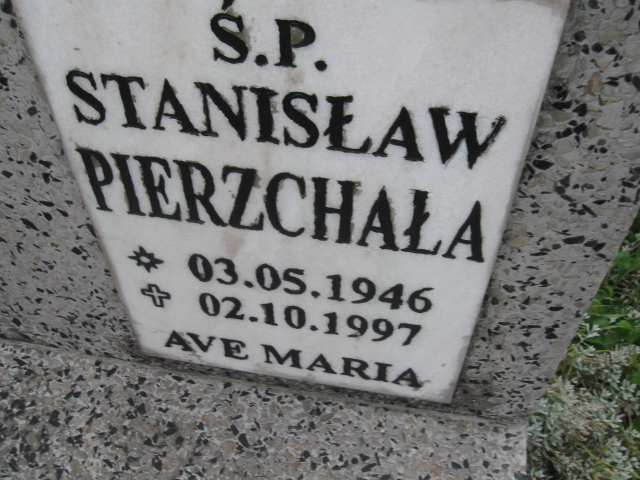 Ś.P.
STANISŁAW
PIERZCHAŁA
03.05.1946
02.10.1997
AVE MARIA